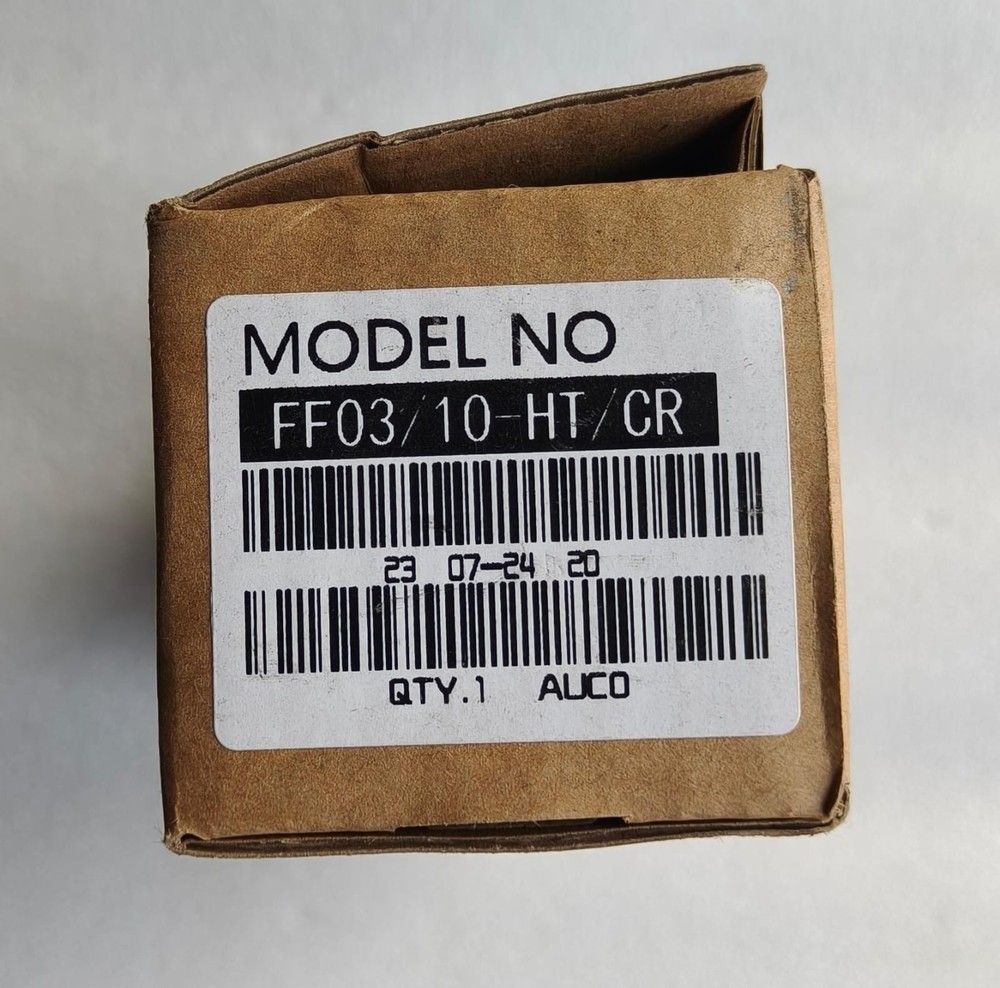 MODEL NO
FF03/10-HT/CR
23 07-24 20
QTY.1 AUCO